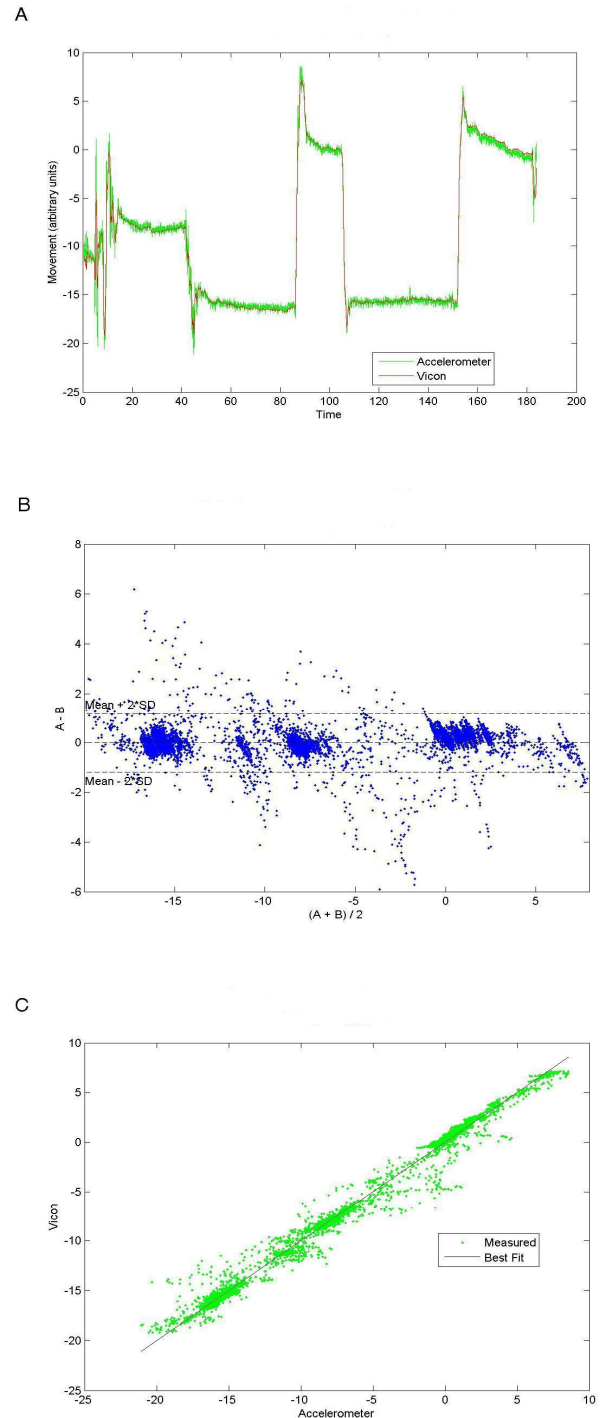 A
10
5
0
-5
-10
-15
-20
-25
Movement (arbitrary units)
Accelerometer
Vicon
0 20 40 60 80 100 120 140 160 180 200
Time
B
8
6
4
2
0
-2
-4
-6
A - B
Mean + 2*SD
Mean - 2*SD
-15 -10 -5 0 5
(A + B) / 2
C
10
5
0
-5
-10
-15
-20
-25
Vicon
Measured
Best Fit
-25 -20 -15 -10 -5 0 5 10
Accelerometer